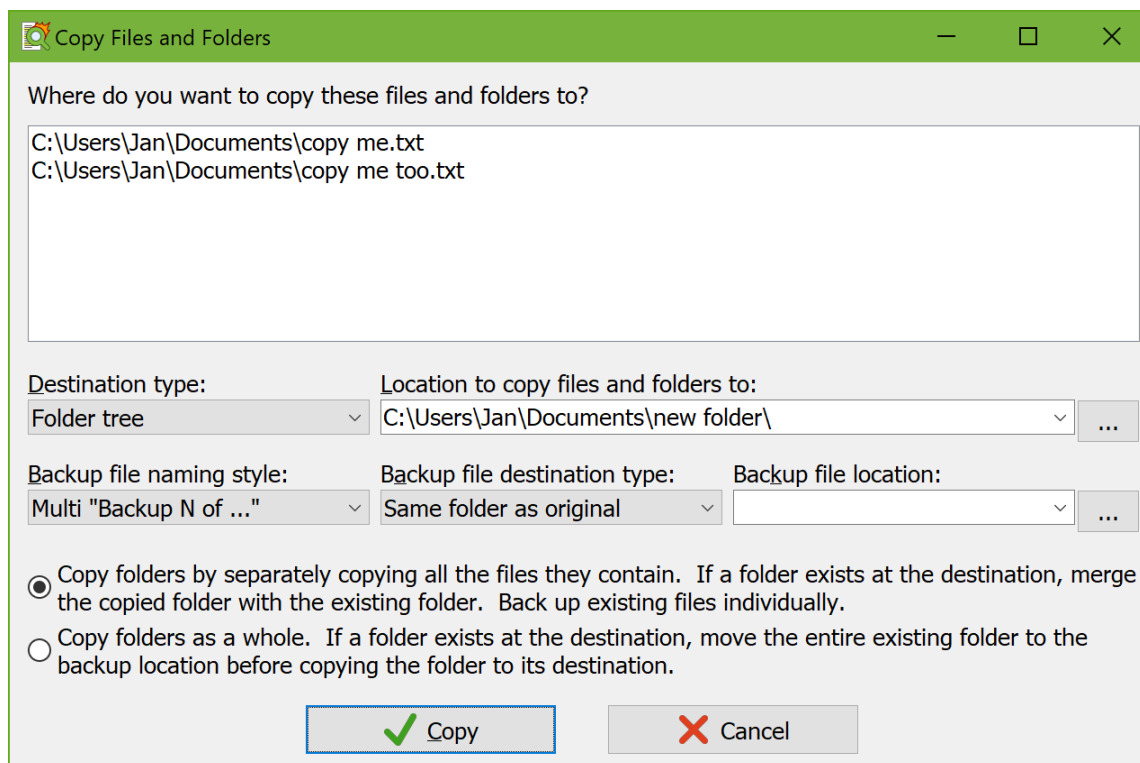 Copy Files and Folders
Where do you want to copy these files and folders to?
C:\Users\Jan\Documents\copy me.txt
C:\Users\Jan\Documents\copy me too.txt
Destination type: Location to copy files and folders to:
Folder tree C:\Users\Jan\Documents\new folder\ ...
Backup file naming style: Backup file destination type: Backup file location:
Multi "Backup N of ..." Same folder as original ...
Copy folders by separately copying all the files they contain.  If a folder exists at the destination, merge
the copied folder with the existing folder.  Back up existing files individually.
Copy folders as a whole.  If a folder exists at the destination, move the entire existing folder to the
backup location before copying the folder to its destination.
Copy Cancel